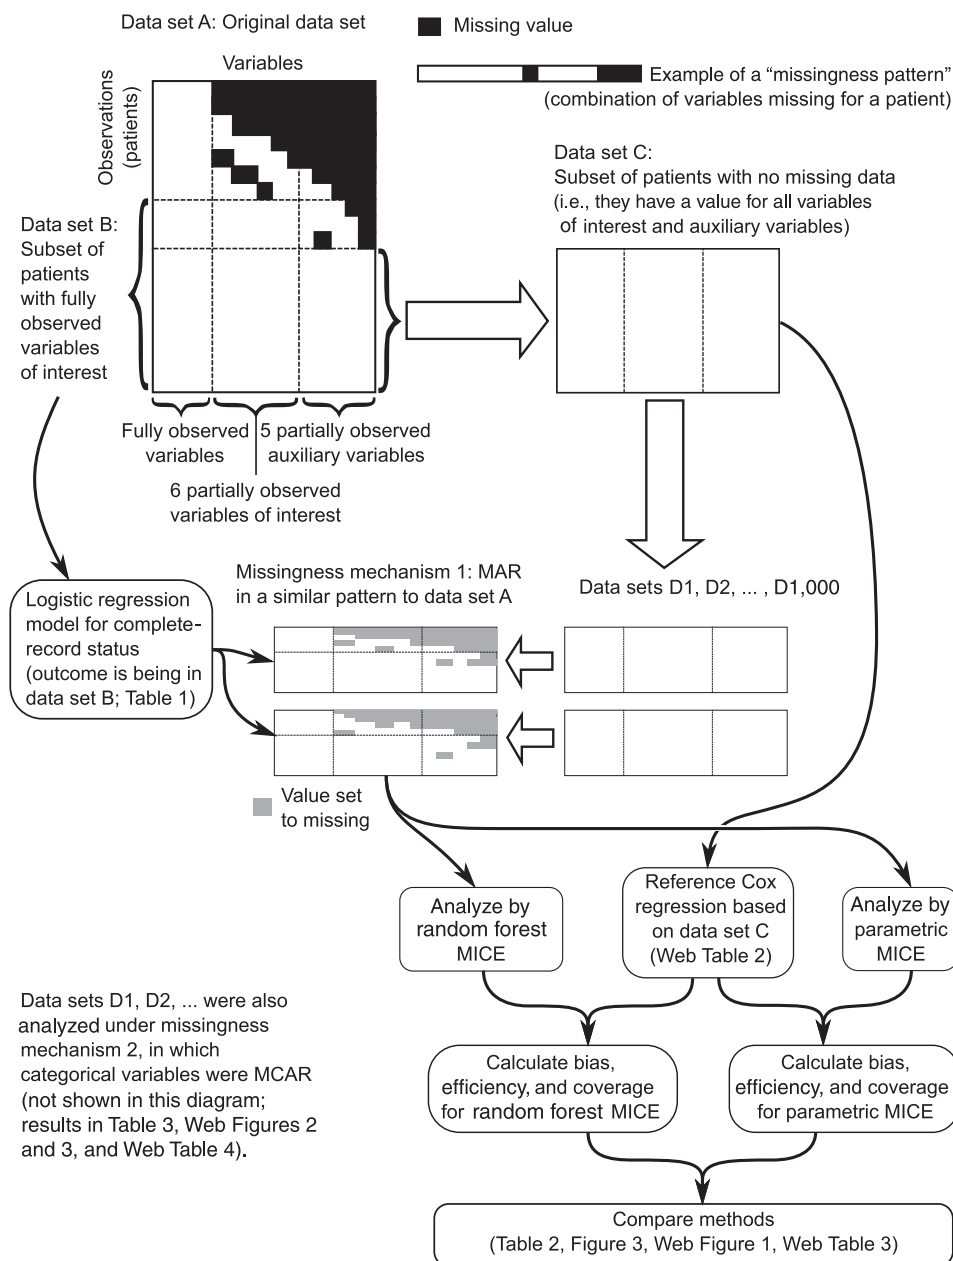 Data set A: Original data set
Missing value
Variables
Example of a “missingness pattern”
(combination of variables missing for a patient)
Observations
(patients)
Data set C:
Subset of patients with no missing data
(i.e., they have a value for all variables
of interest and auxiliary variables)
Data set B:
Subset of
patients
with fully
observed
variables
of interest
Fully observed
variables
5 partially observed
auxiliary variables
6 partially observed
variables of interest
Missingness mechanism 1: MAR
in a similar pattern to data set A
Data sets D1, D2, ... , D1,000
Logistic regression
model for complete-
record status
(outcome is being in
data set B; Table 1)
Value set
to missing
Analyze by
random forest
MICE
Reference Cox
regression based
on data set C
(Web Table 2)
Analyze
by
parametric
MICE
Data sets D1, D2, ... were also
analyzed under missingness
mechanism 2, in which
categorical variables were MCAR
(not shown in this diagram;
results in Table 3, Web Figures 2
and 3, and Web Table 4).
Calculate bias,
efficiency, and coverage
for random forest MICE
Calculate bias,
efficiency, and coverage
for parametric MICE
Compare methods
(Table 2, Figure 3, Web Figure 1, Web Table 3)